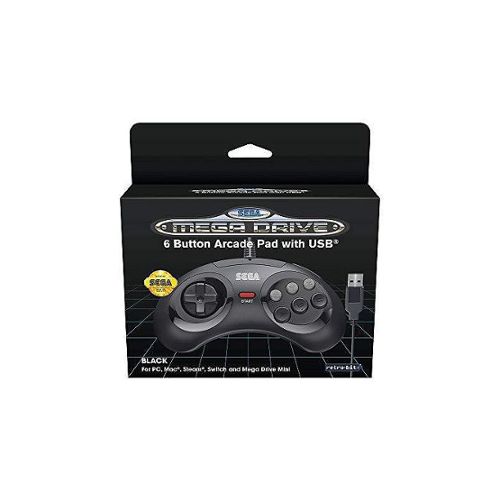 SEGA
MEGA DRIVE
6 Button Arcade Pad with USB®
SEGA
SEGA
START
BLACK
For PC, Mac®, Steam®, Switch and Mega Drive Mini
retro-bit